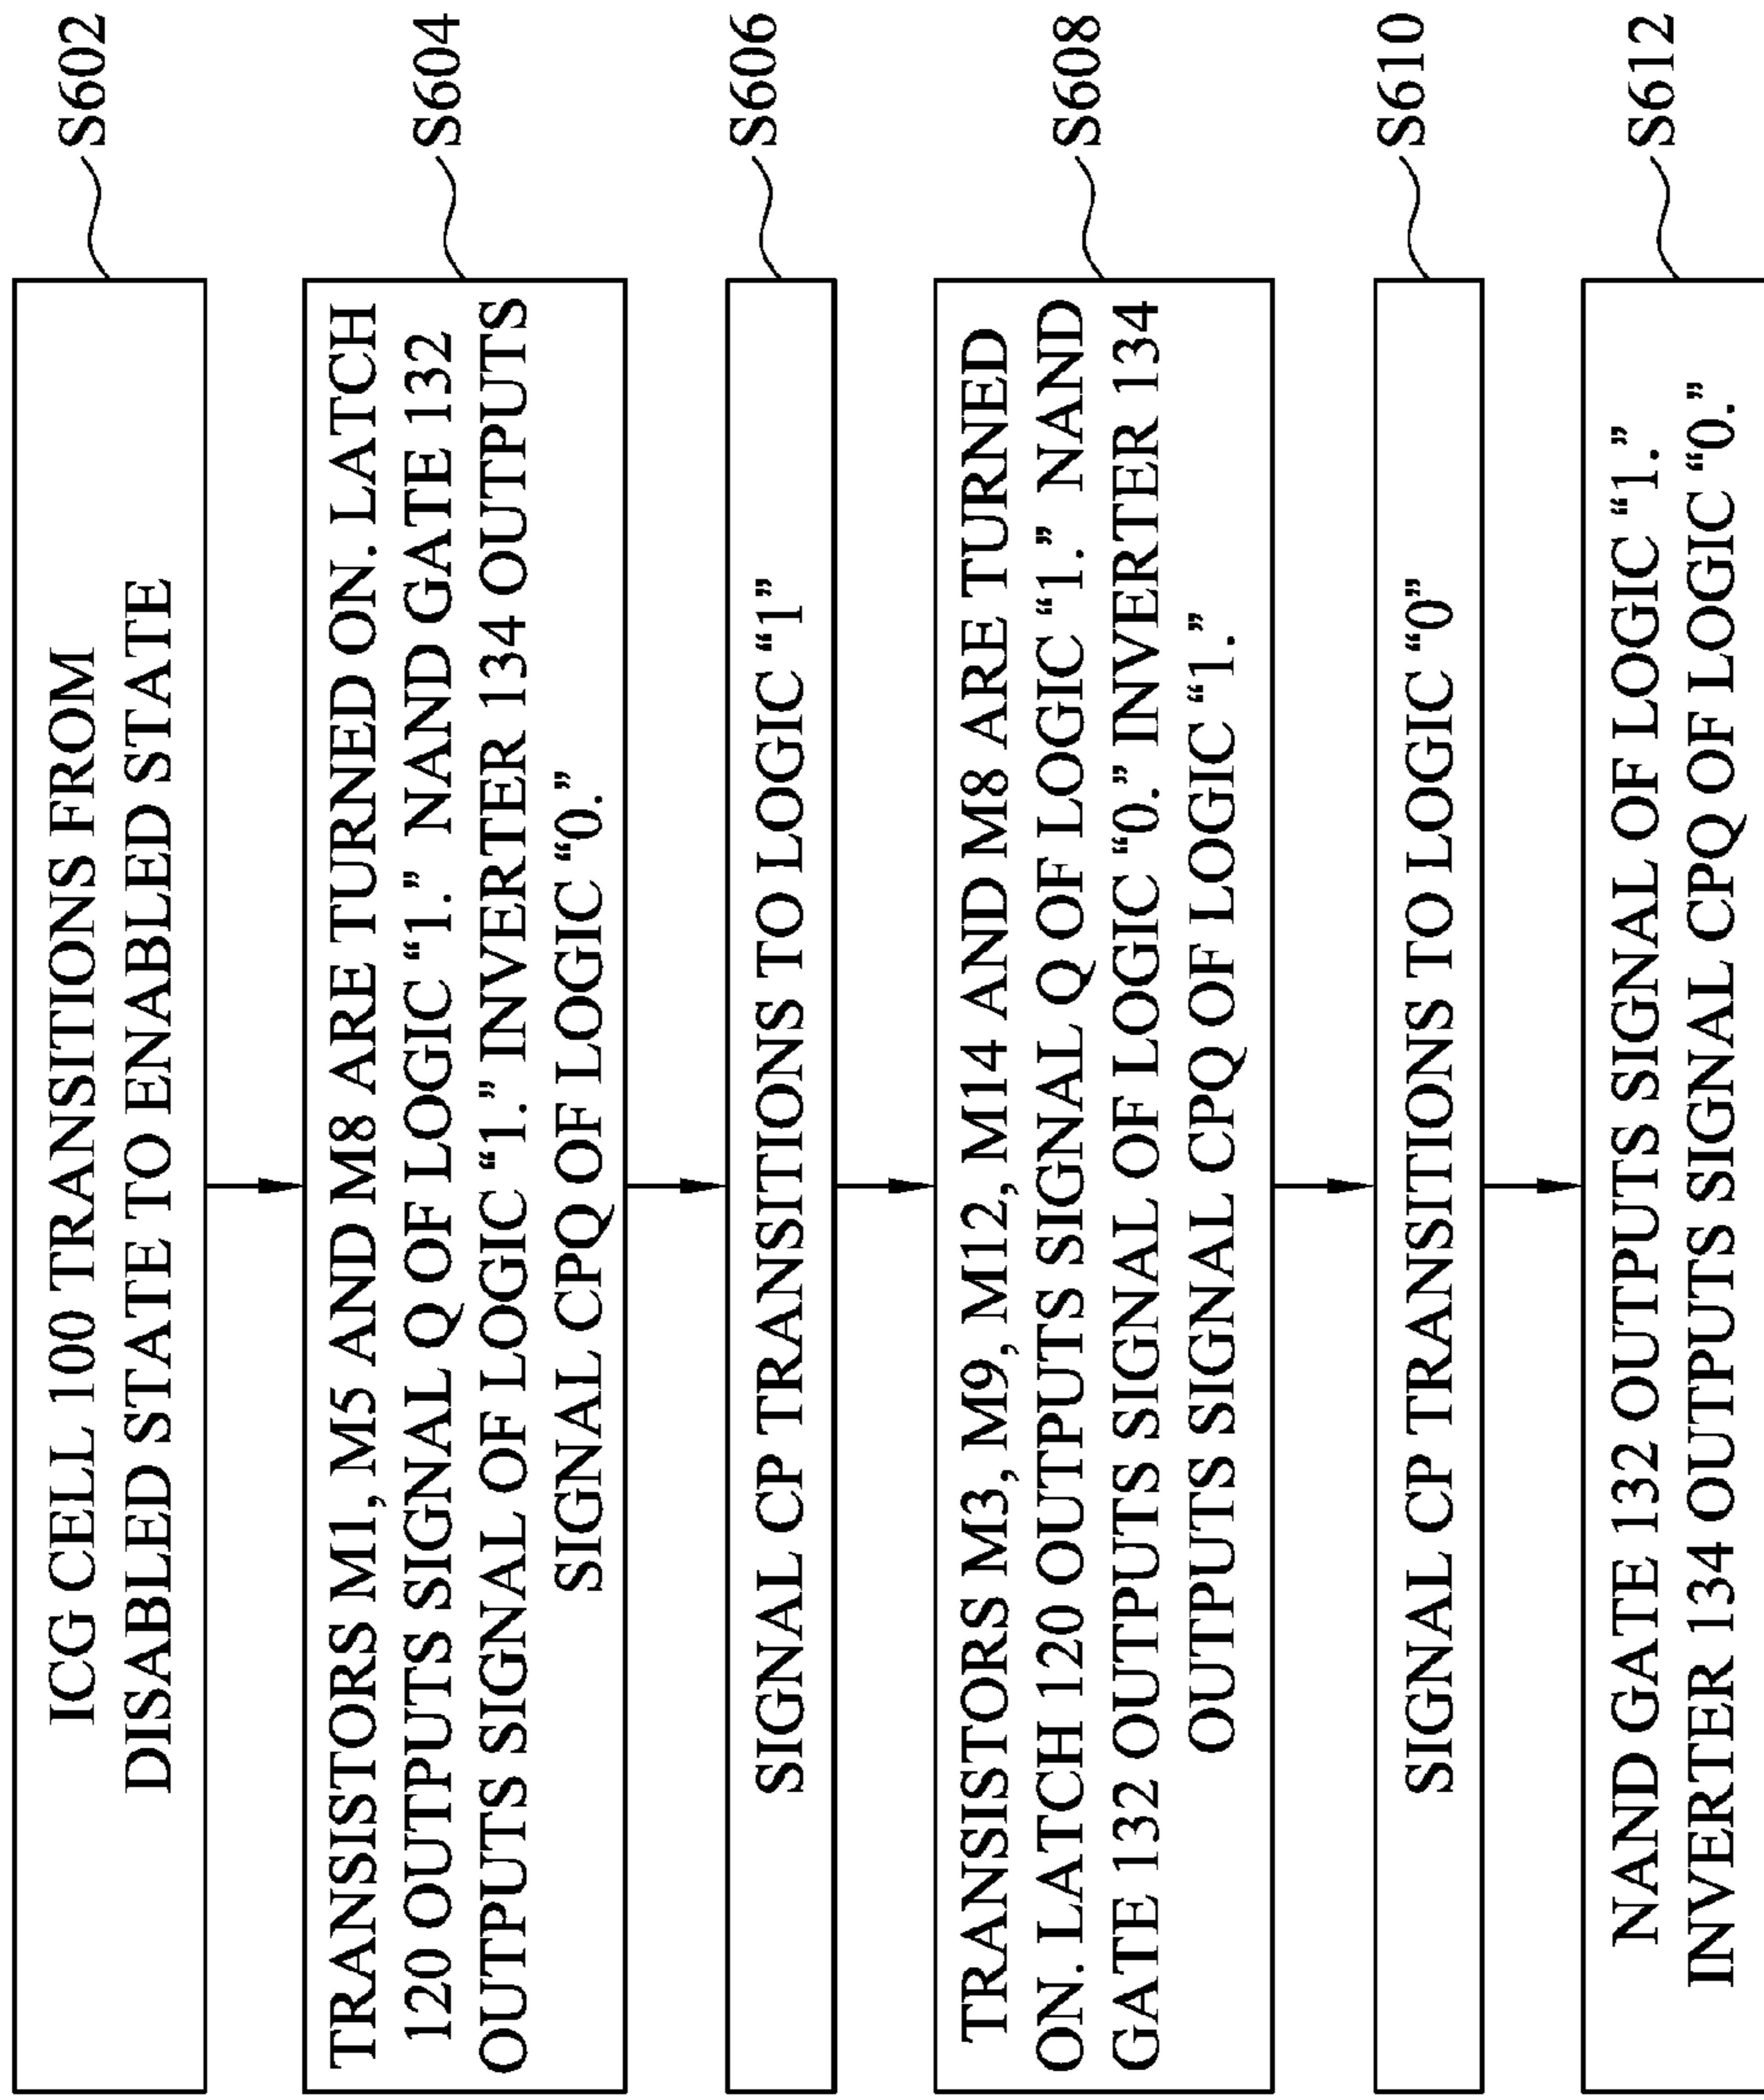 ICG CELL 100 TRANSITIONS FROM
DISABLED STATE TO ENABLED STATE
S602
TRANSISTORS M1, M5 AND M8 ARE TURNED ON. LATCH
120 OUTPUTS SIGNAL Q OF LOGIC “1.” NAND GATE 132
OUTPUTS SIGNAL OF LOGIC “1.” INVERTER 134 OUTPUTS
SIGNAL CPQ OF LOGIC “0.”
S604
SIGNAL CP TRANSITIONS TO LOGIC “1”
S606
TRANSISTORS M3, M9, M12, M14 AND M8 ARE TURNED
ON. LATCH 120 OUTPUTS SIGNAL Q OF LOGIC “1.” NAND
GATE 132 OUTPUTS SIGNAL OF LOGIC “0.” INVERTER 134
OUTPUTS SIGNAL CPQ OF LOGIC “1.”
S608
SIGNAL CP TRANSITIONS TO LOGIC “0”
S610
NAND GATE 132 OUTPUTS SIGNAL OF LOGIC “1.”
INVERTER 134 OUTPUTS SIGNAL CPQ OF LOGIC “0.”
S612